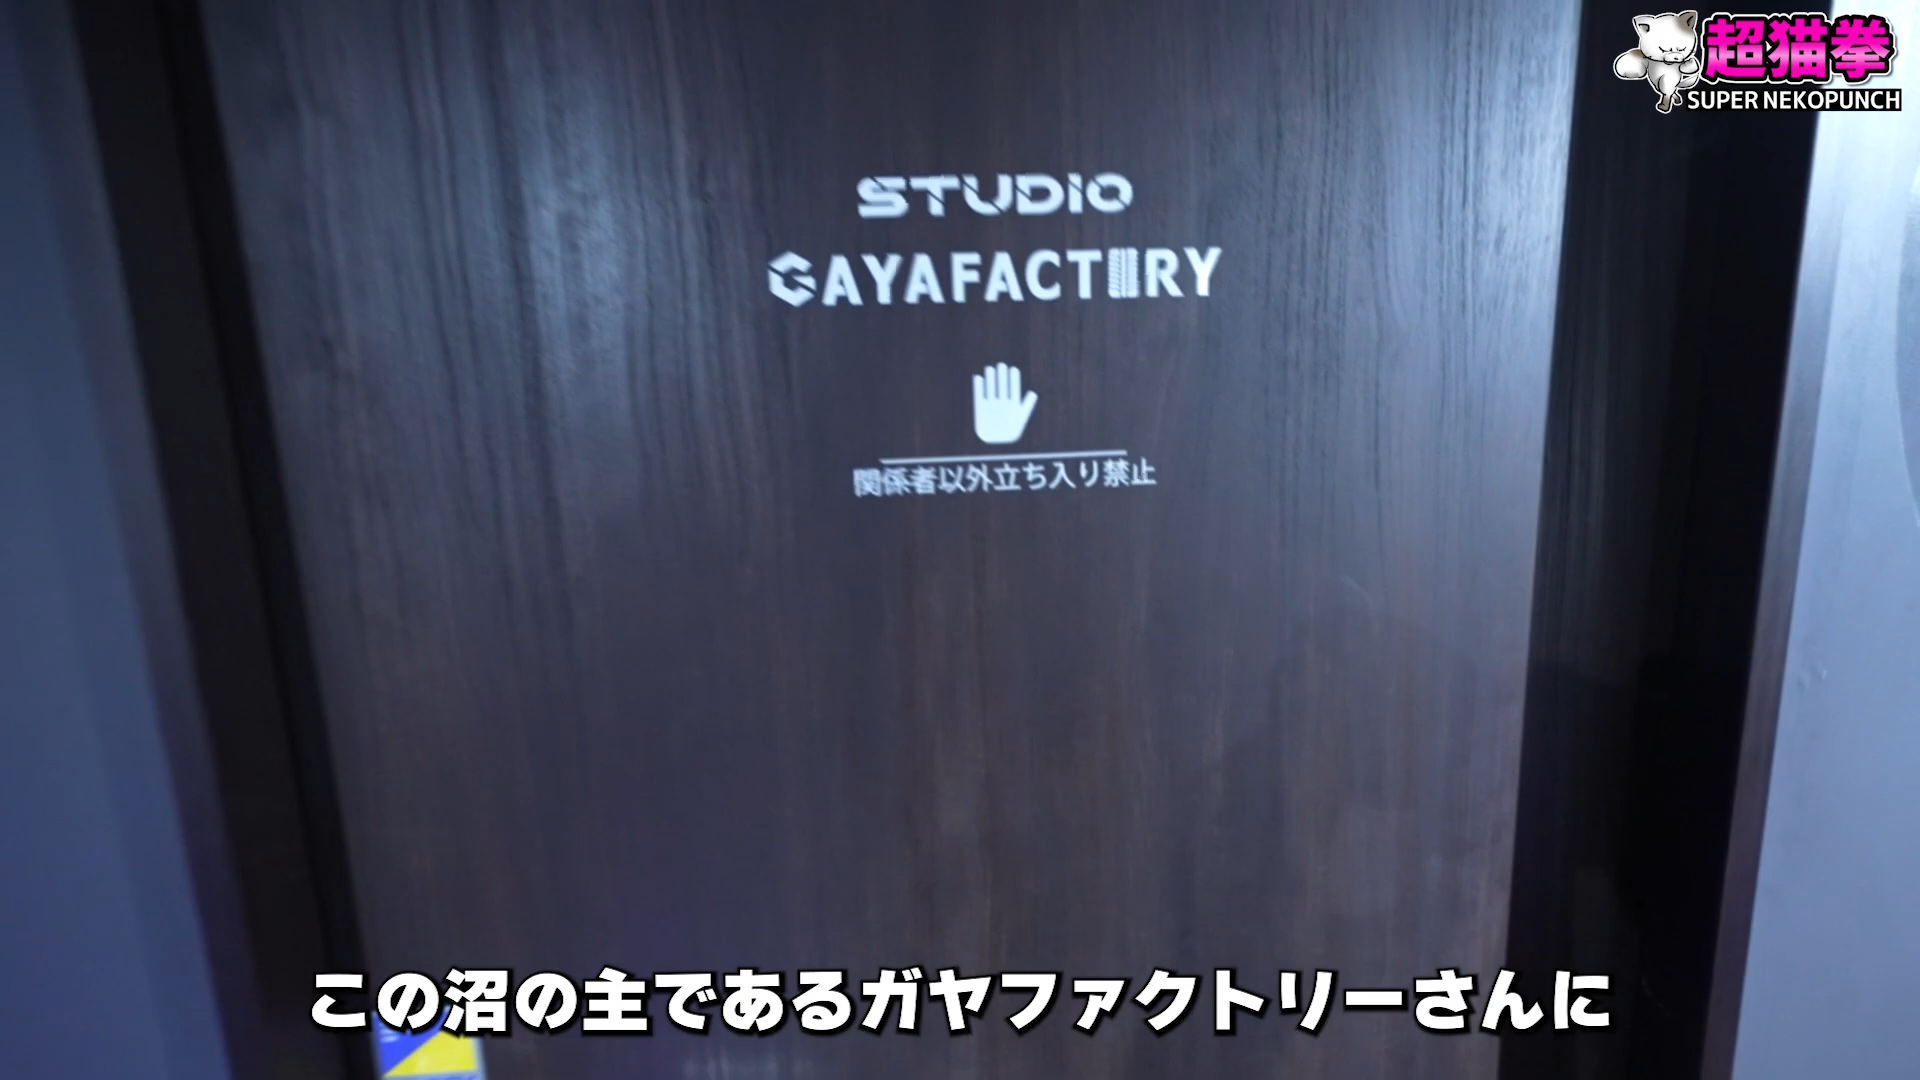 超猫拳
SUPER NEKOPUNCH
STUDIO
GAYAFACTORY
関係者以外立ち入り禁止
この沼の主であるガヤファクトリーさんに